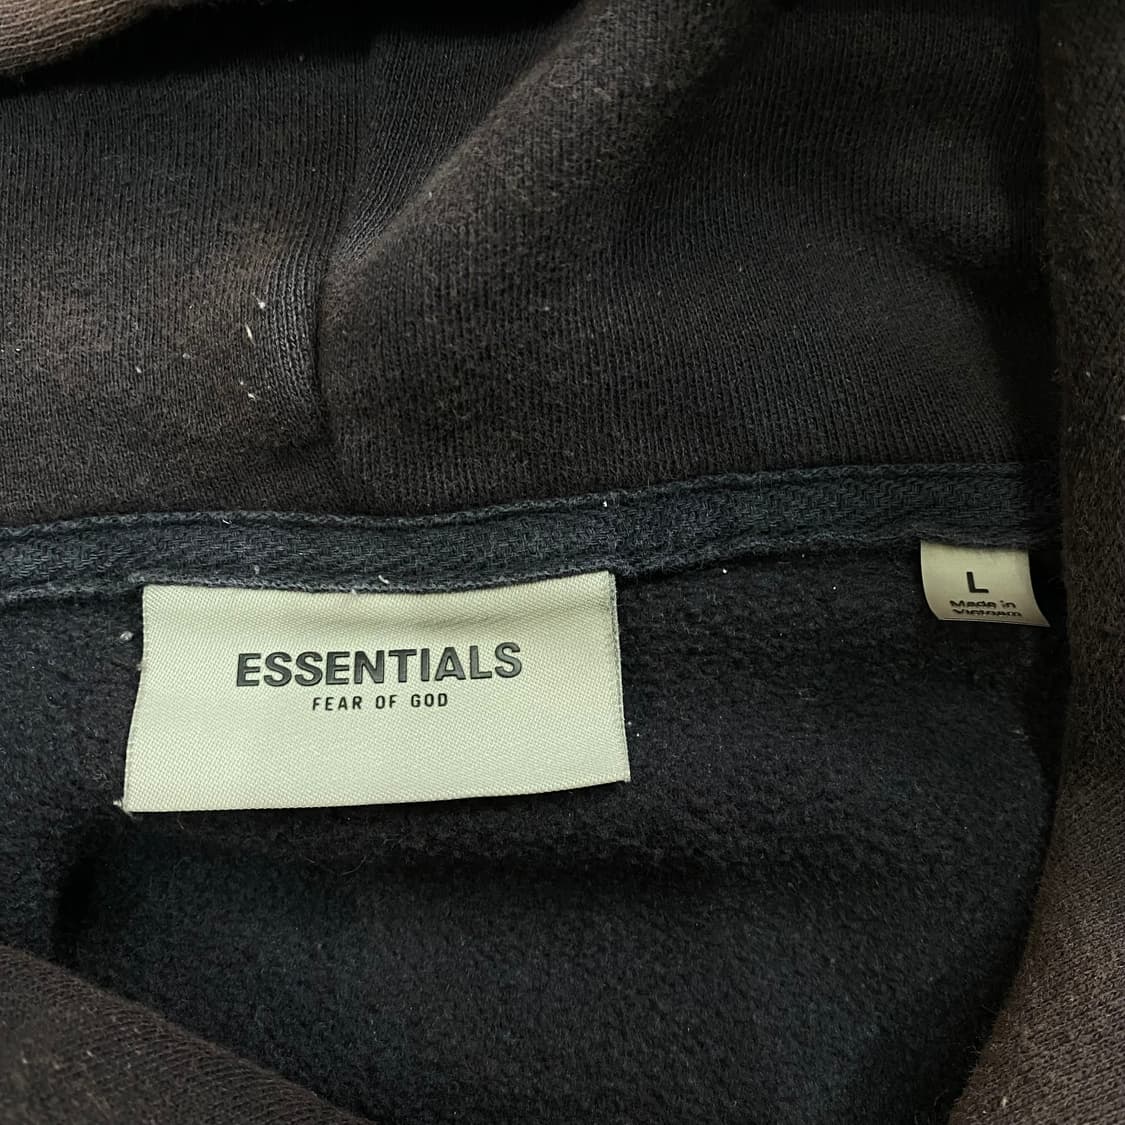 ESSENTIALS
FEAR OF GOD
L
Made in
Vietnam